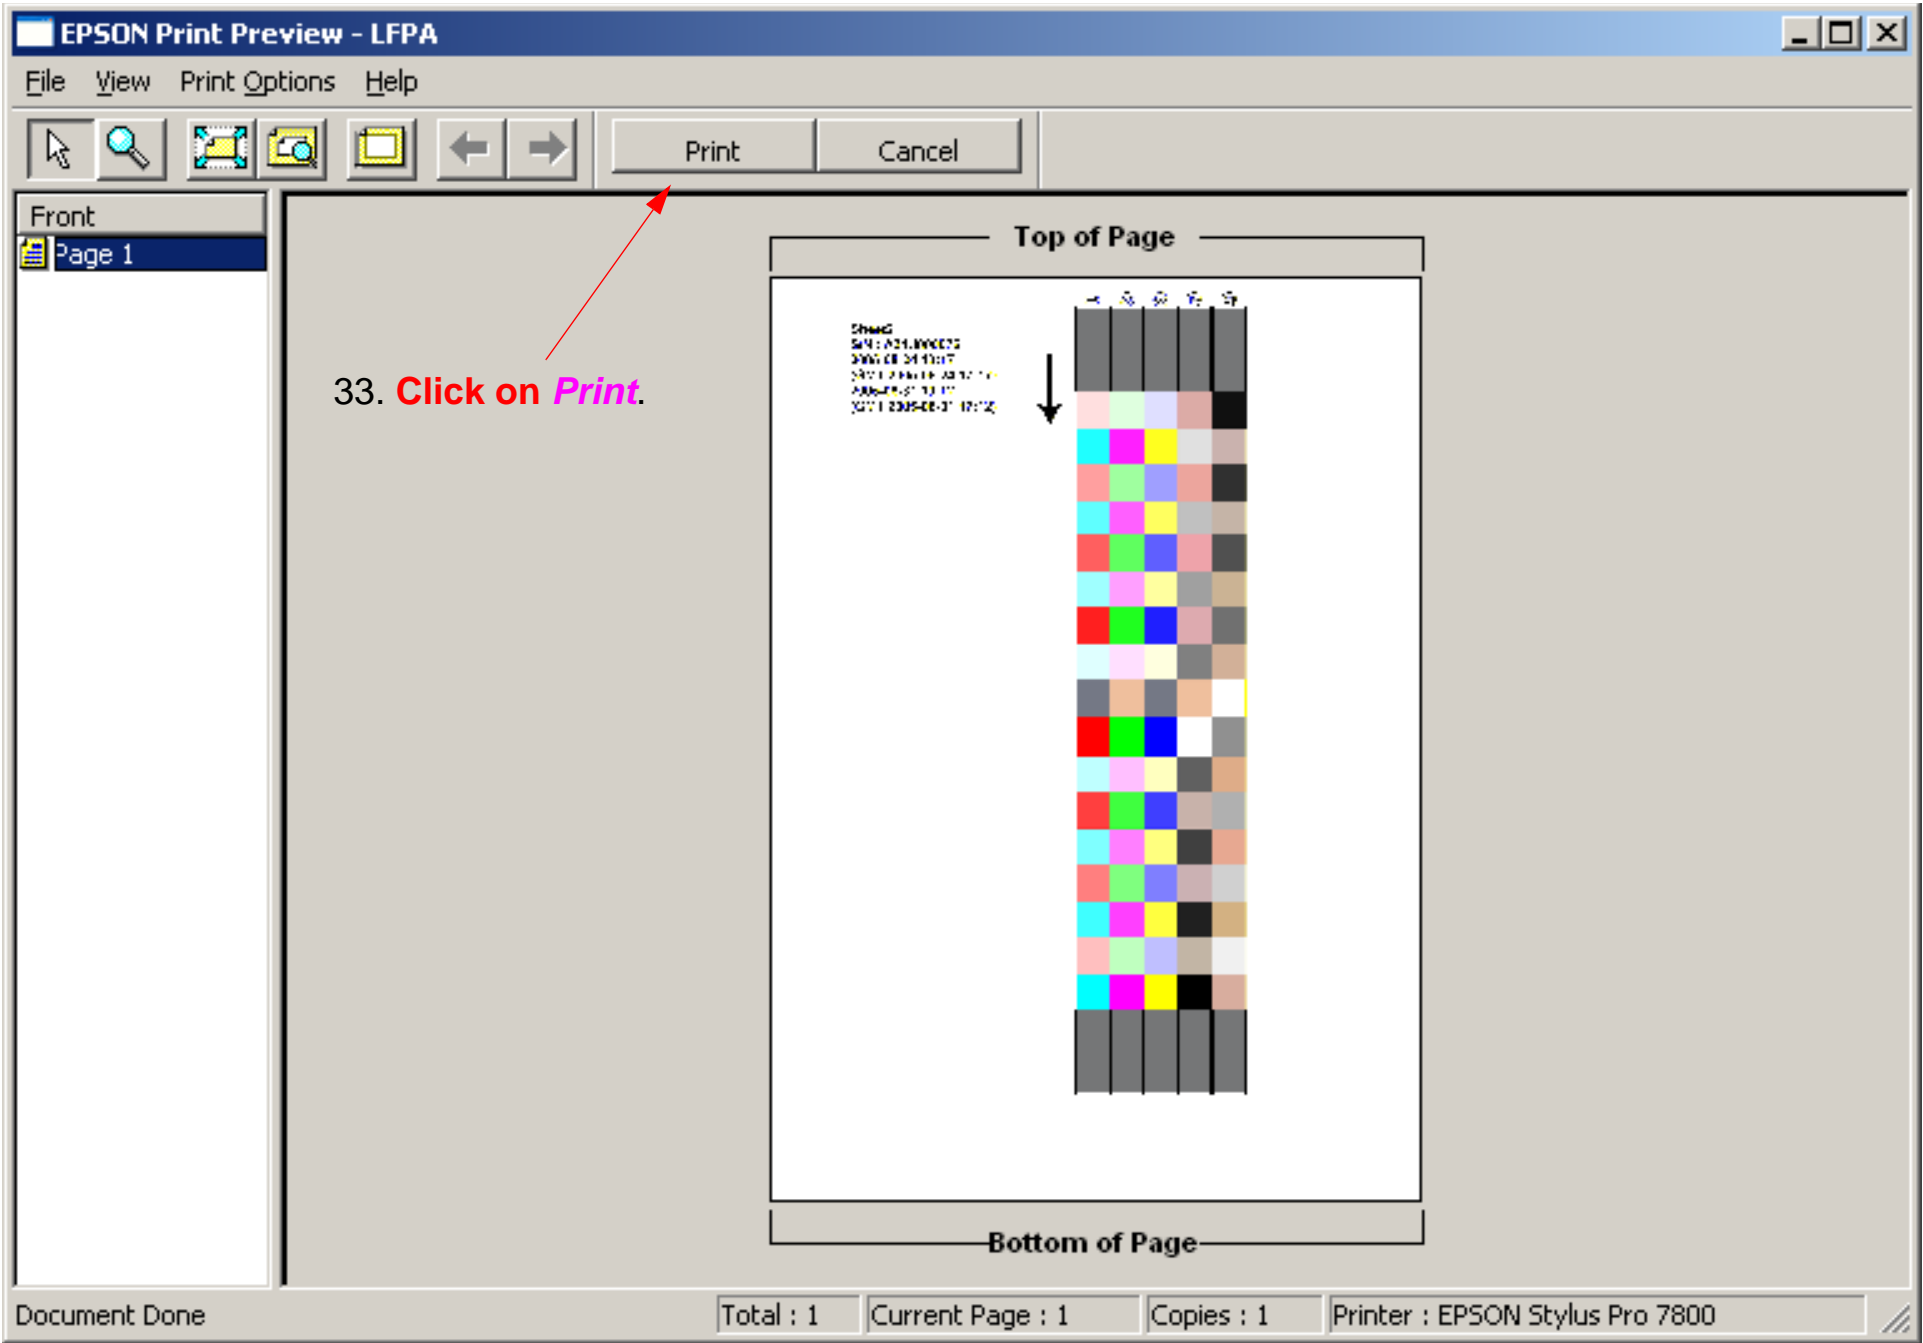 EPSON Print Preview - LFPA
File View Print Options Help
Print Cancel
Front
Page 1
Top of Page
33. Click on Print.
Bottom of Page
Document Done
Total : 1
Current Page : 1
Copies : 1
Printer : EPSON Stylus Pro 7800